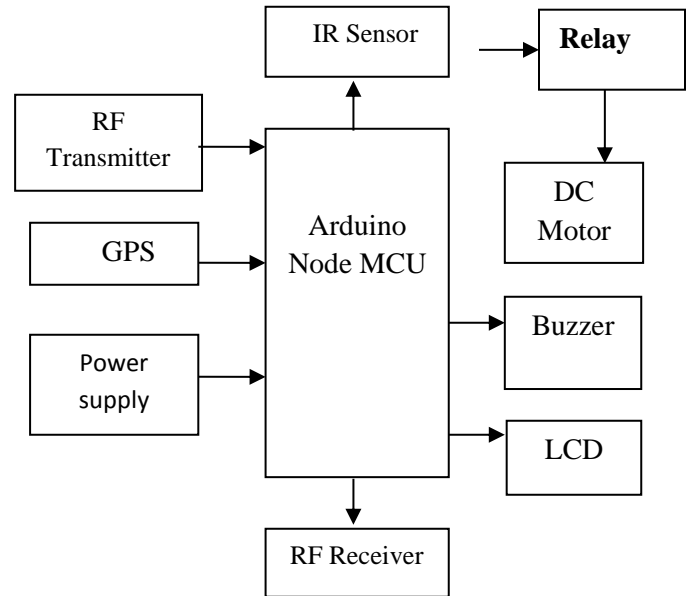 IR Sensor
Relay
RF
Transmitter
Arduino
Node MCU
DC
Motor
GPS
Buzzer
Power
supply
LCD
RF Receiver